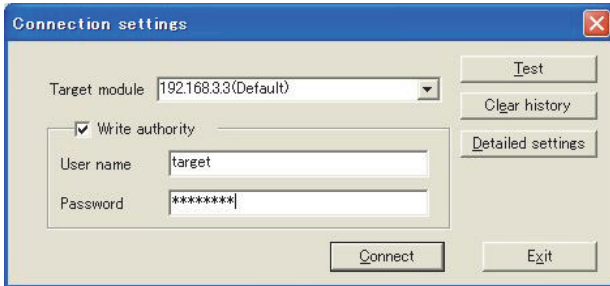 Connection settings
Test
Target module 192.168.3.3(Default)
Clear history
Write authority
Detailed settings
User name target
Password ********
Connect Exit